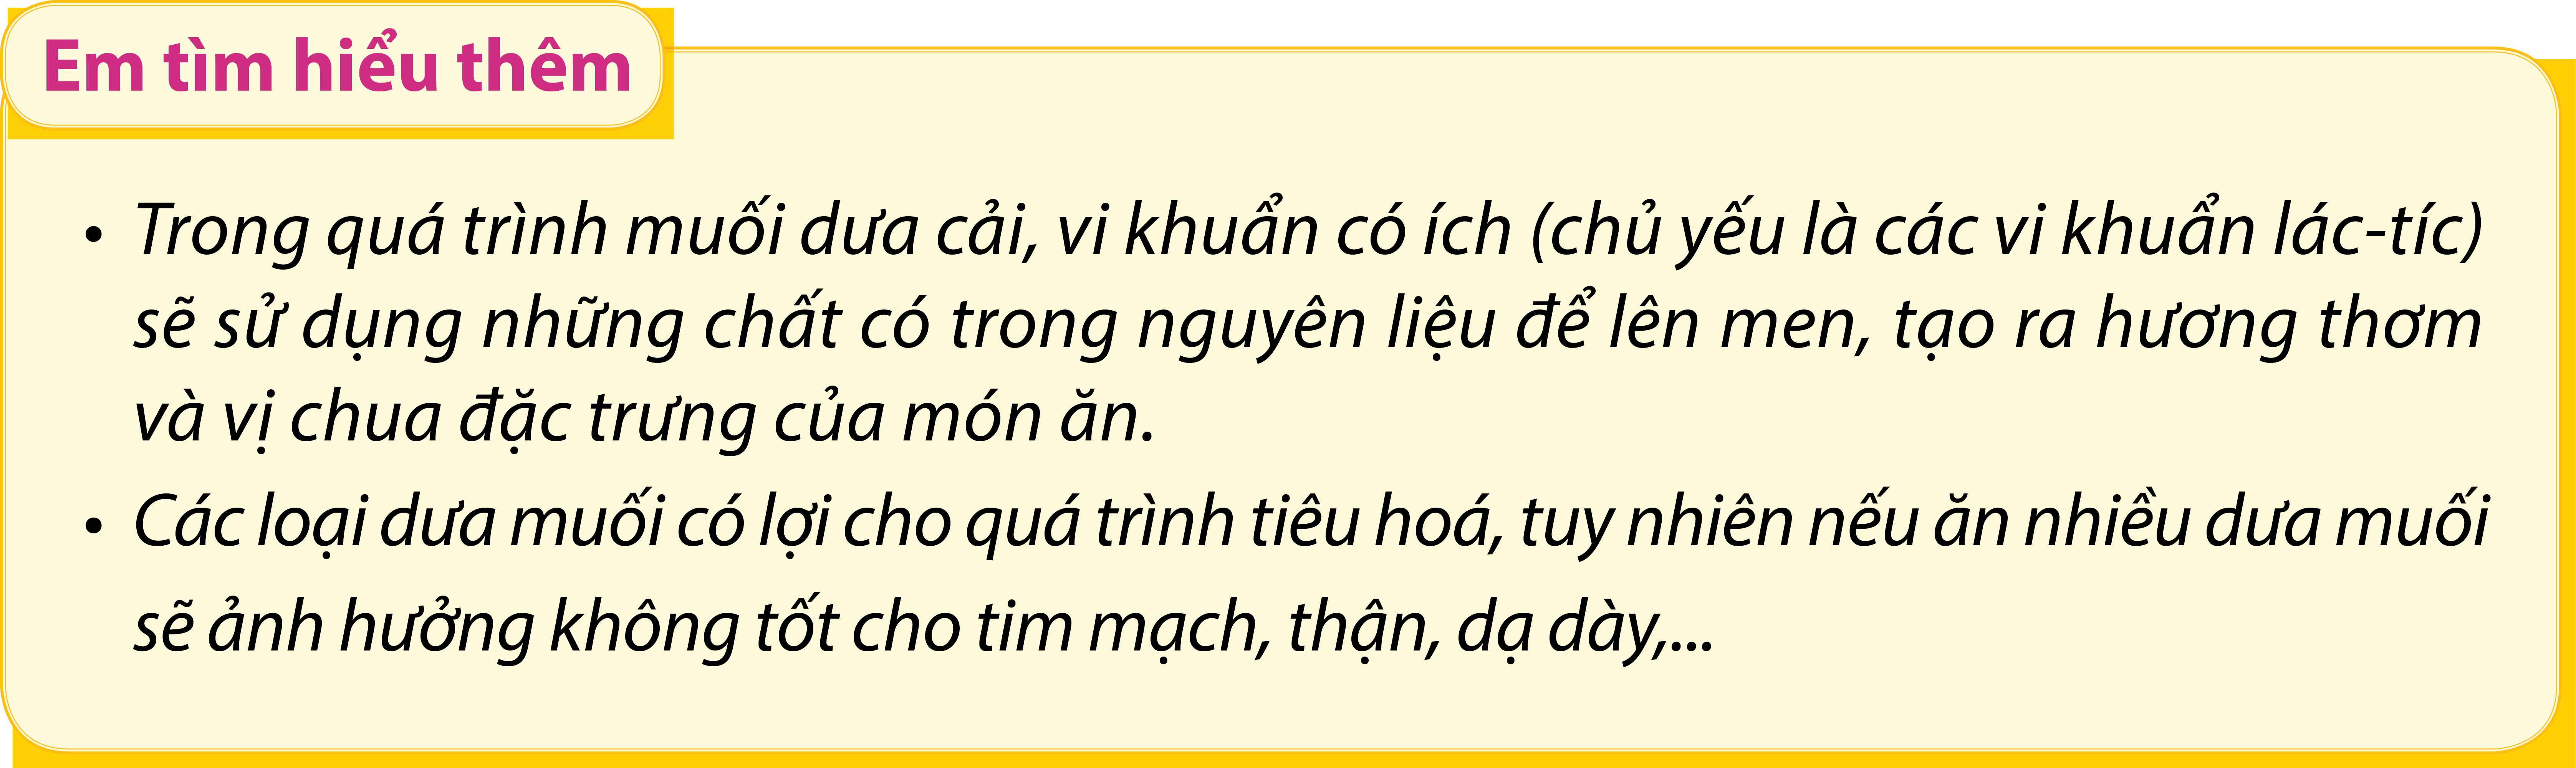 Em tìm hiểu thêm
• Trong quá trình muối dưa cải, vi khuẩn có ích (chủ yếu là các vi khuẩn lác-tíc)
sẽ sử dụng những chất có trong nguyên liệu để lên men, tạo ra hương thơm
và vị chua đặc trưng của món ăn.
• Các loại dưa muối có lợi cho quá trình tiêu hoá, tuy nhiên nếu ăn nhiều dưa muối
sẽ ảnh hưởng không tốt cho tim mạch, thận, dạ dày,...